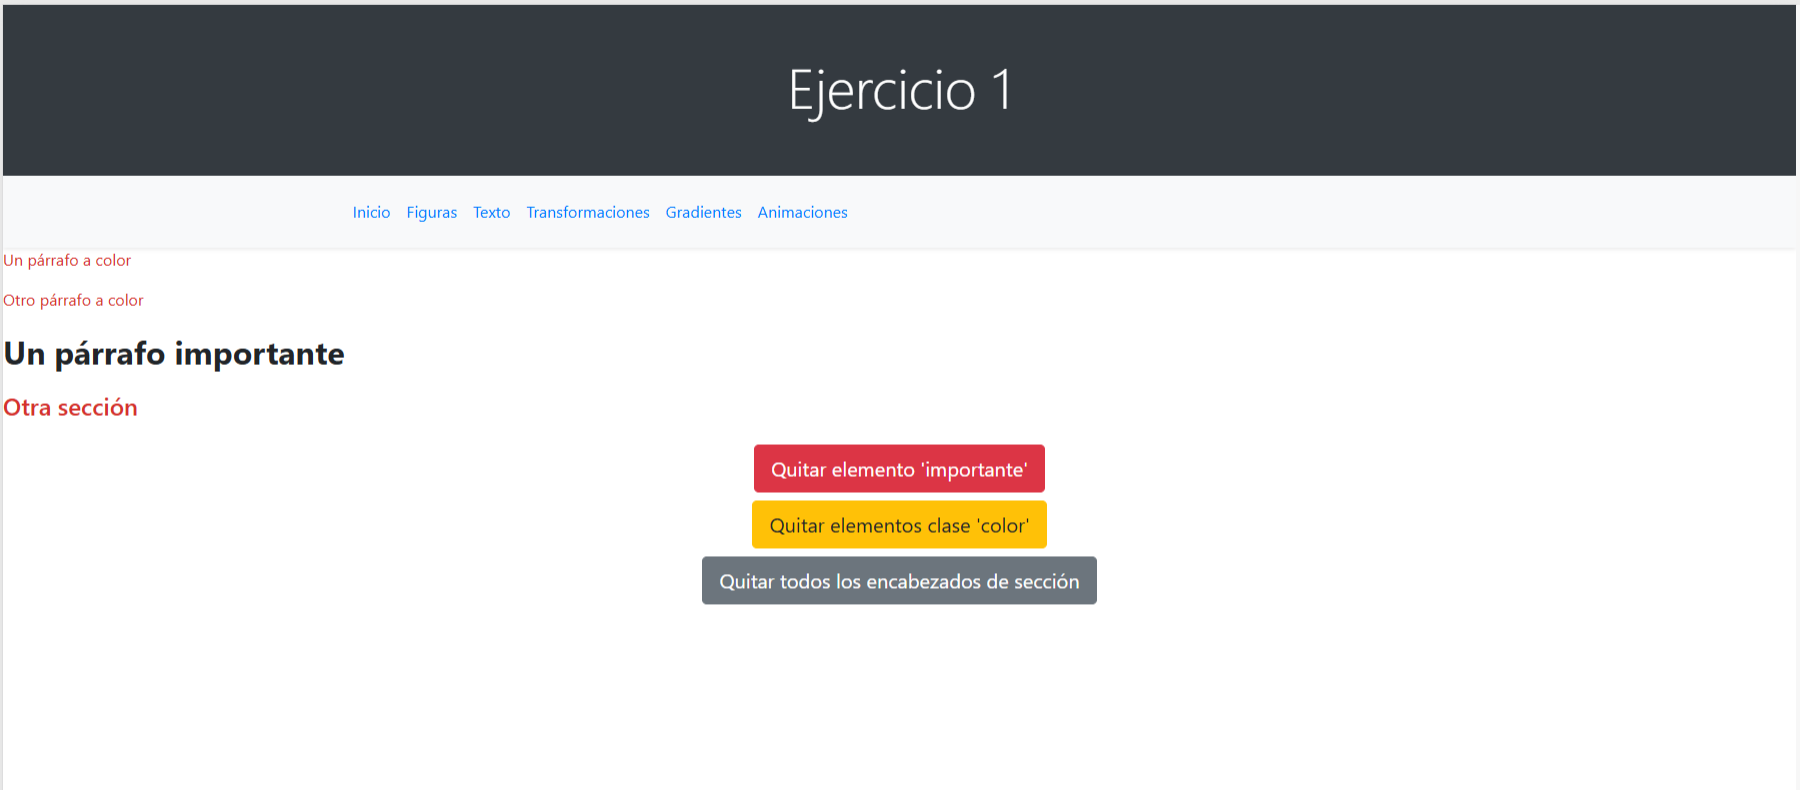 Ejercicio 1
Inicio Figuras Texto Transformaciones Gradientes Animaciones
Un párrafo a color
Otro párrafo a color
Un párrafo importante
Otra sección
Quitar elemento 'importante'
Quitar elementos clase 'color'
Quitar todos los encabezados de sección